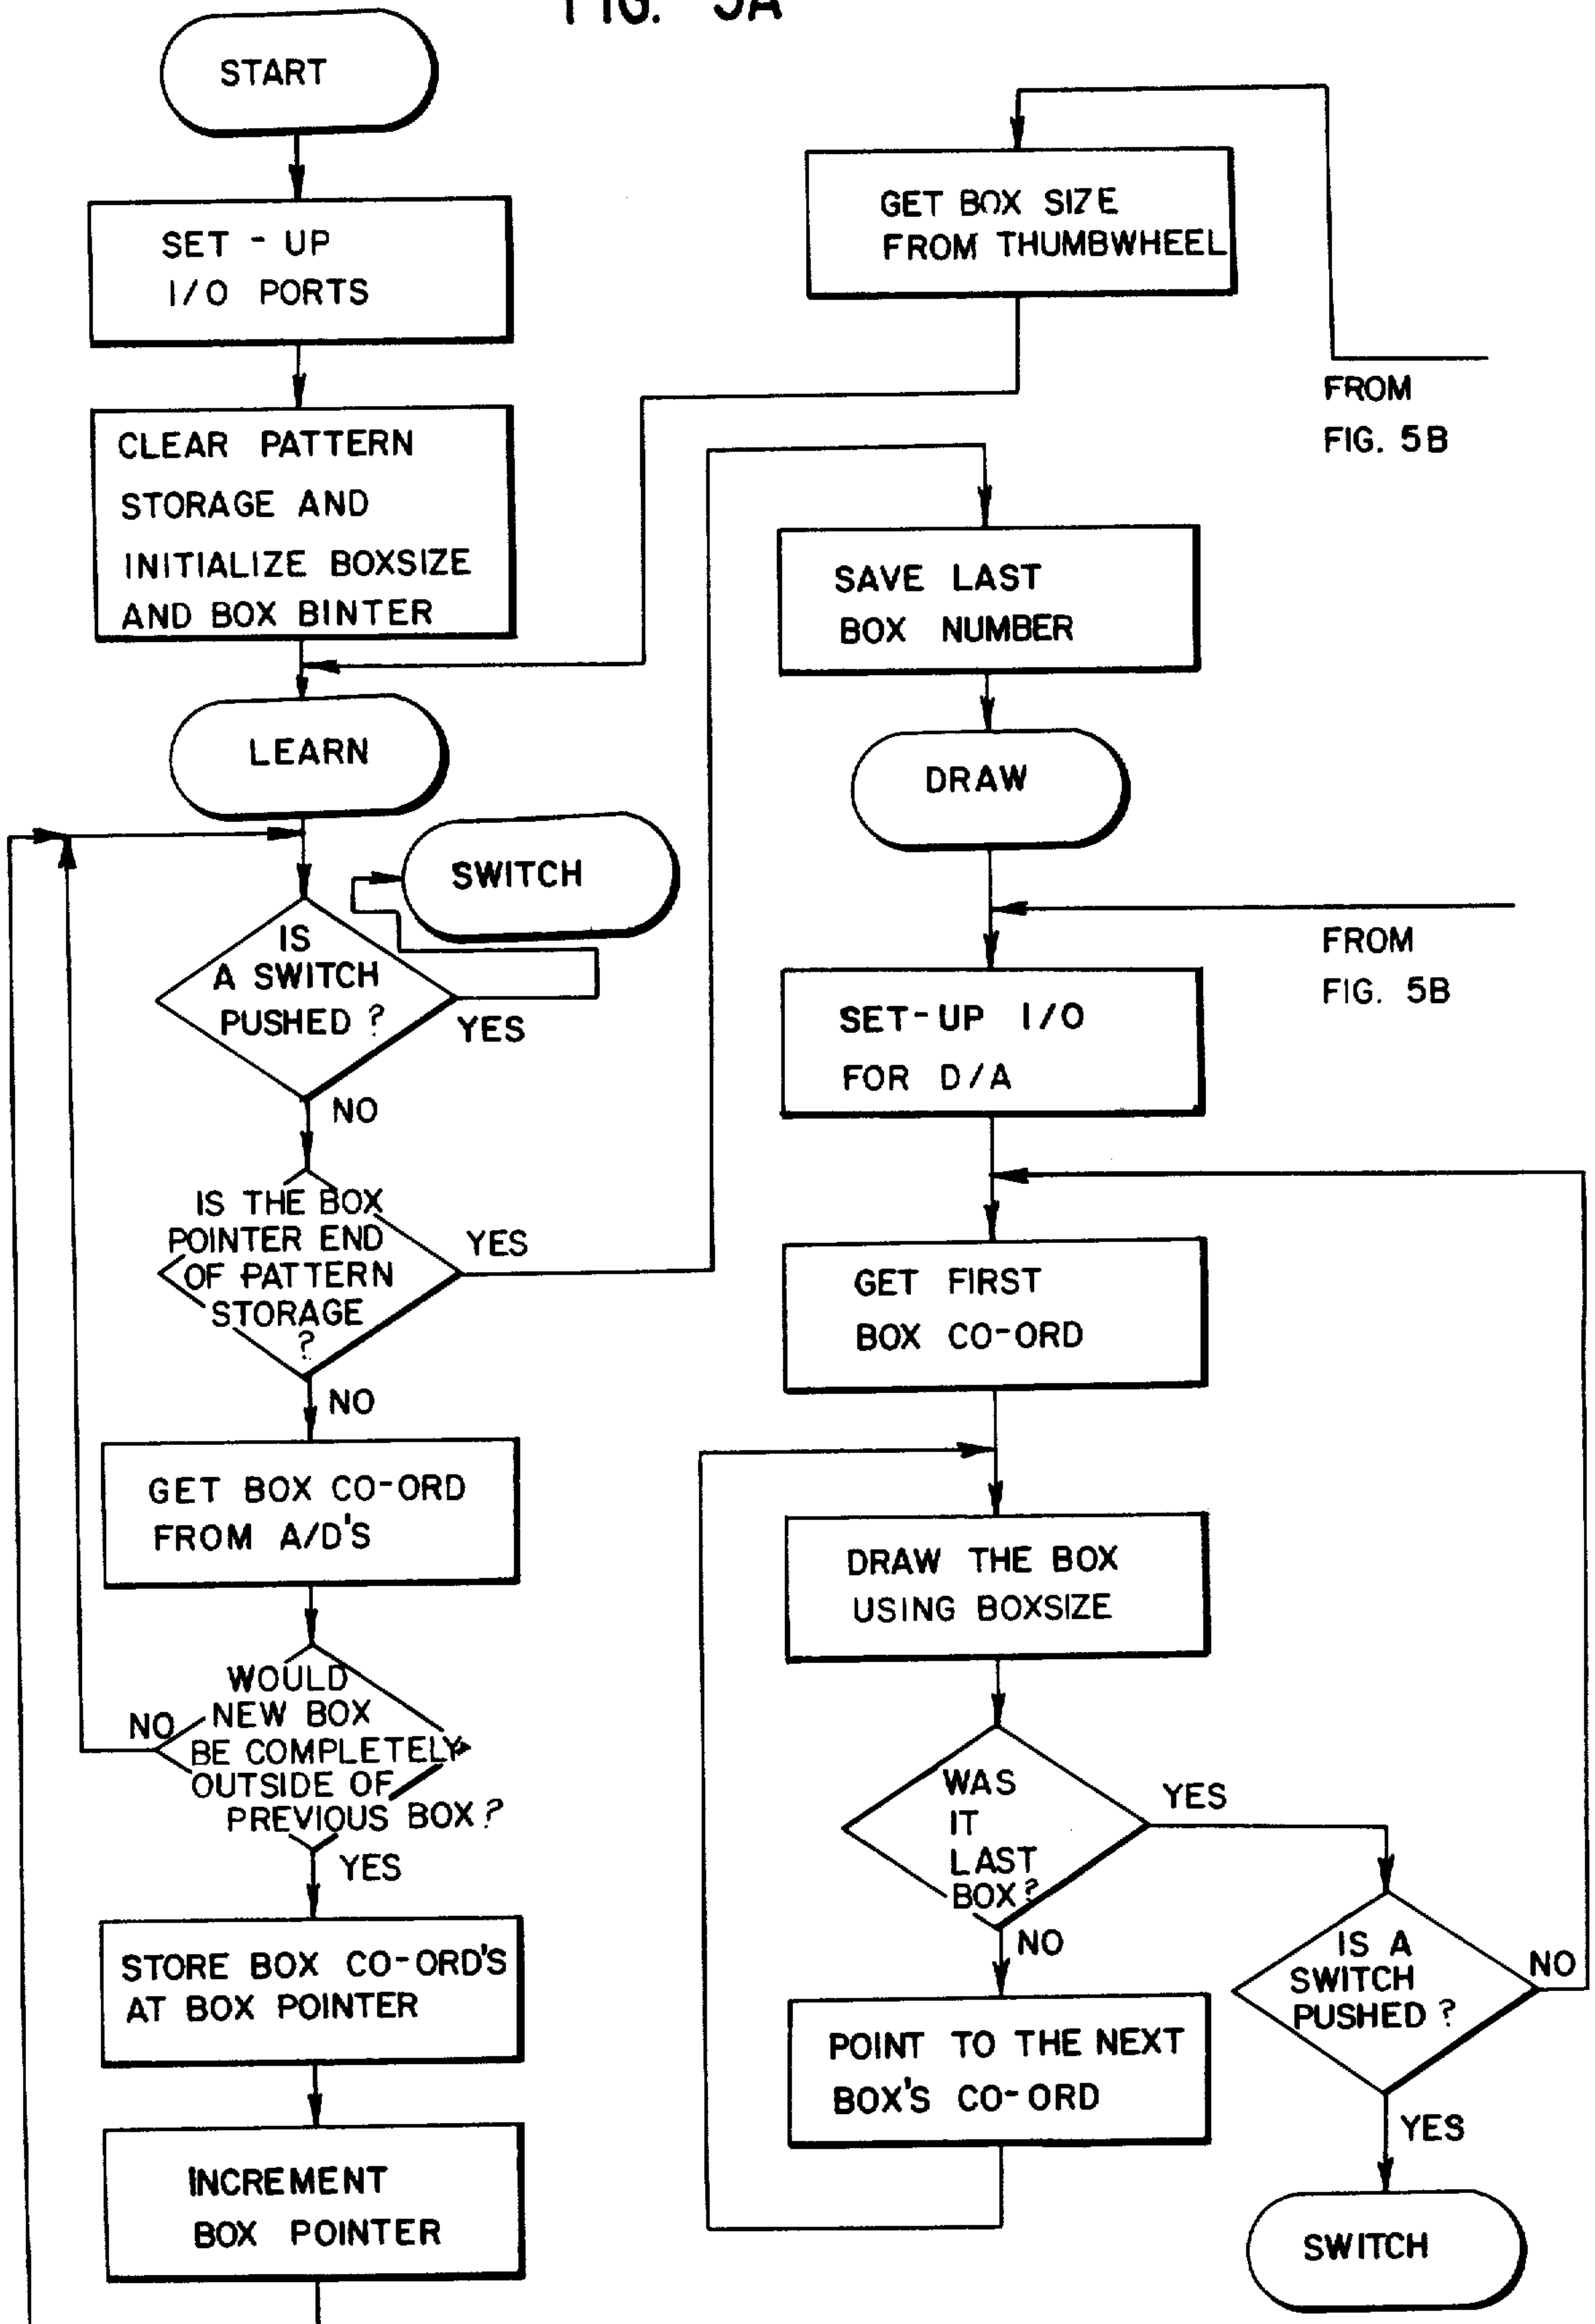 FIG. 5A
START
SET - UP
I/O PORTS
CLEAR PATTERN
STORAGE AND
INITIALIZE BOXSIZE
AND BOX BINTER
LEARN
SWITCH
IS
A SWITCH
PUSHED ?
YES
NO
IS THE BOX
POINTER END
OF PATTERN
STORAGE
?
YES
NO
GET BOX CO-ORD
FROM A/D'S
WOULD
NEW BOX
BE COMPLETELY
OUTSIDE OF
PREVIOUS BOX ?
NO
YES
STORE BOX CO-ORD'S
AT BOX POINTER
INCREMENT
BOX POINTER
GET BOX SIZE
FROM THUMBWHEEL
FROM
FIG. 5B
SAVE LAST
BOX NUMBER
DRAW
FROM
FIG. 5B
SET-UP I/O
FOR D/A
GET FIRST
BOX CO-ORD
DRAW THE BOX
USING BOXSIZE
WAS
IT
LAST
BOX ?
YES
NO
POINT TO THE NEXT
BOX'S CO-ORD
IS A
SWITCH
PUSHED ?
NO
YES
SWITCH